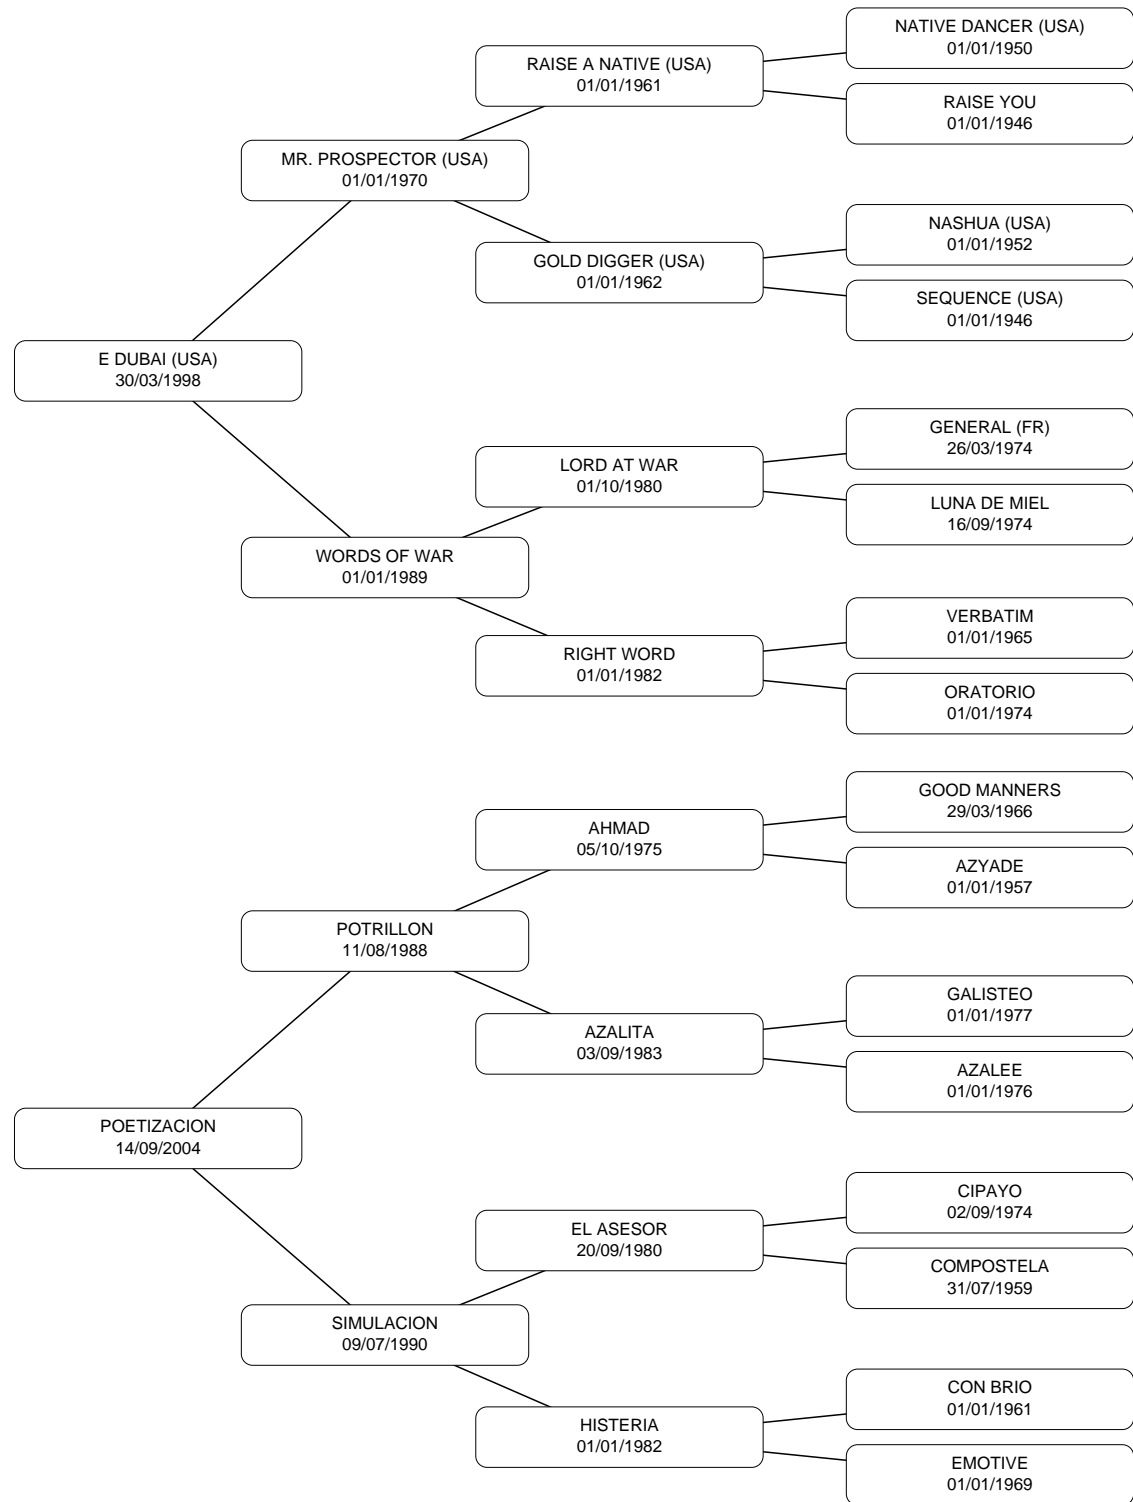 NATIVE DANCER (USA)
01/01/1950
RAISE A NATIVE (USA)
01/01/1961
RAISE YOU
01/01/1946
MR. PROSPECTOR (USA)
01/01/1970
NASHUA (USA)
01/01/1952
GOLD DIGGER (USA)
01/01/1962
SEQUENCE (USA)
01/01/1946
E DUBAI (USA)
30/03/1998
GENERAL (FR)
26/03/1974
LORD AT WAR
01/10/1980
LUNA DE MIEL
16/09/1974
WORDS OF WAR
01/01/1989
VERBATIM
01/01/1965
RIGHT WORD
01/01/1982
ORATORIO
01/01/1974
GOOD MANNERS
29/03/1966
AHMAD
05/10/1975
AZYADE
01/01/1957
POTRILLON
11/08/1988
GALISTEO
01/01/1977
AZALITA
03/09/1983
AZALEE
01/01/1976
POETIZACION
14/09/2004
CIPAYO
02/09/1974
EL ASESOR
20/09/1980
COMPOSTELA
31/07/1959
SIMULACION
09/07/1990
CON BRIO
01/01/1961
HISTERIA
01/01/1982
EMOTIVE
01/01/1969